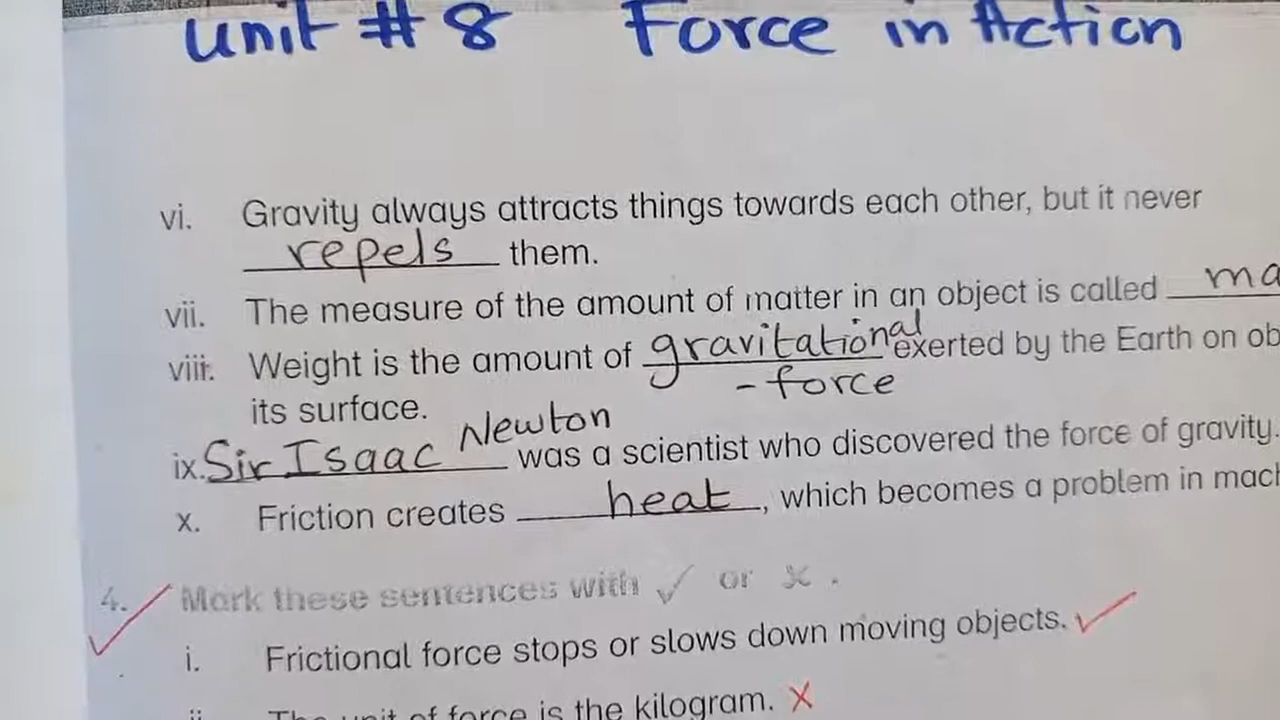 Unit # 8 Force in Action
vi. Gravity always attracts things towards each other, but it never
repels them.
vii. The measure of the amount of matter in an object is called ma
viii. Weight is the amount of gravitational exerted by the Earth on ob
- force
its surface.
ix. Sir Isaac Newton was a scientist who discovered the force of gravity.
x. Friction creates heat, which becomes a problem in mach
4. Mark these sentences with ✓ or x.
i. Frictional force stops or slows down moving objects. ✓
ii. The unit of force is the kilogram. X